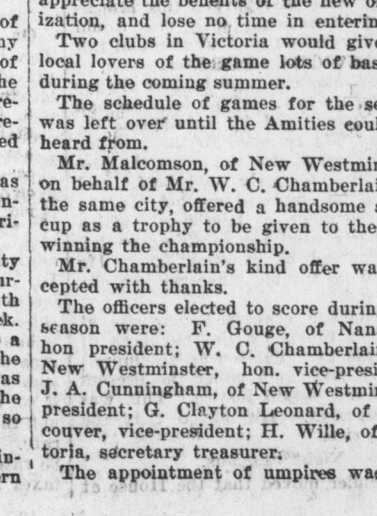 appreciate the benefits of the new or
ization, and lose no time in enterin
Two clubs in Victoria would give
local lovers of the game lots of bas
during the coming summer.
The schedule of games for the se
was left over until the Amities coul
heard from.
Mr. Malcomson, of New Westmin
on behalf of Mr. W. C. Chamberlai
the same city, offered a handsome
cup as a trophy to be given to the
winning the championship.
Mr. Chamberlain's kind offer wa
cepted with thanks.
The officers elected to score durin
season were: F. Gouge, of Nan
hon president; W. C. Chamberlai
New Westminster, hon. vice-presi
J. A. Cunningham, of New Westmin
president; G. Clayton Leonard, of
couver, vice-president; H. Wille, of
toria, secretary treasurer.
The appointment of umpires wa